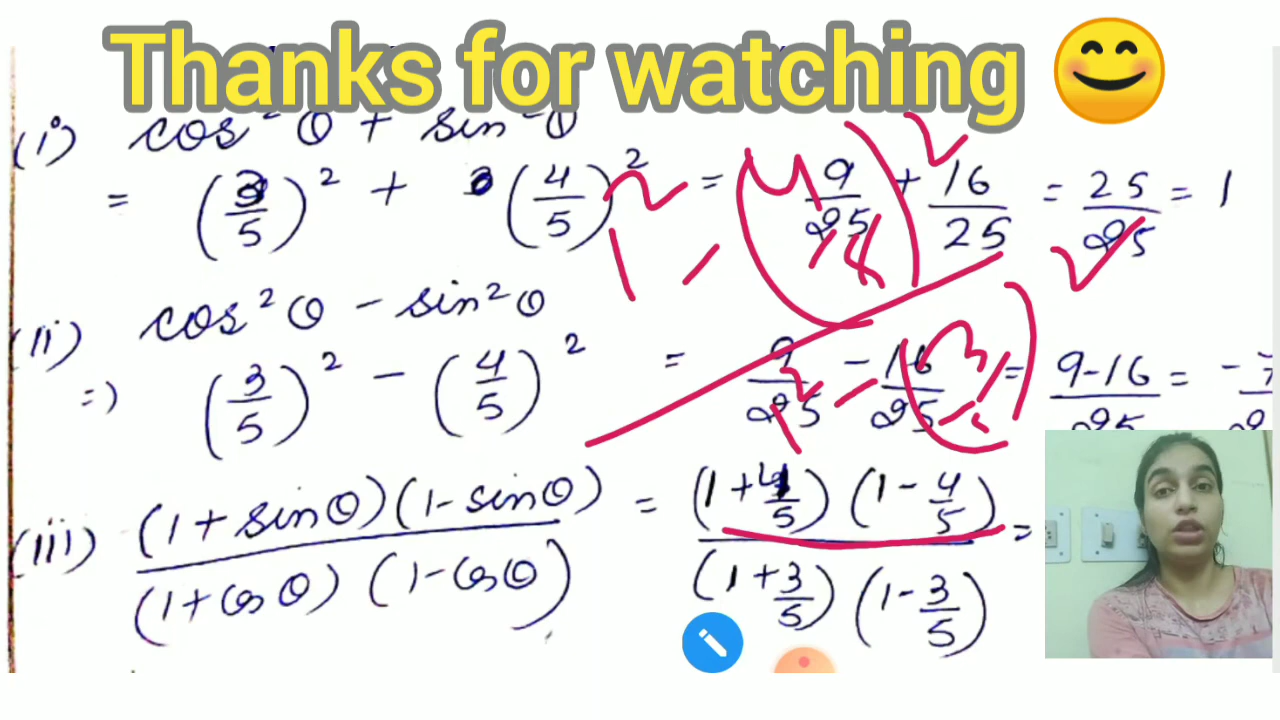 Thanks for watching 😊
(i) cos²θ + sin²θ
= (3/5)² + (4/5)² = 9/25 + 16/25 = 25/25 = 1
(ii) cos²θ - sin²θ
=) (3/5)² - (4/5)² = 9/25 - 16/25 = 9-16/25 = -7
(iii) (1+sinθ)(1-sinθ)/(1+cosθ)(1-cosθ) = (1+4/5)(1-4/5)/(1+3/5)(1-3/5) =